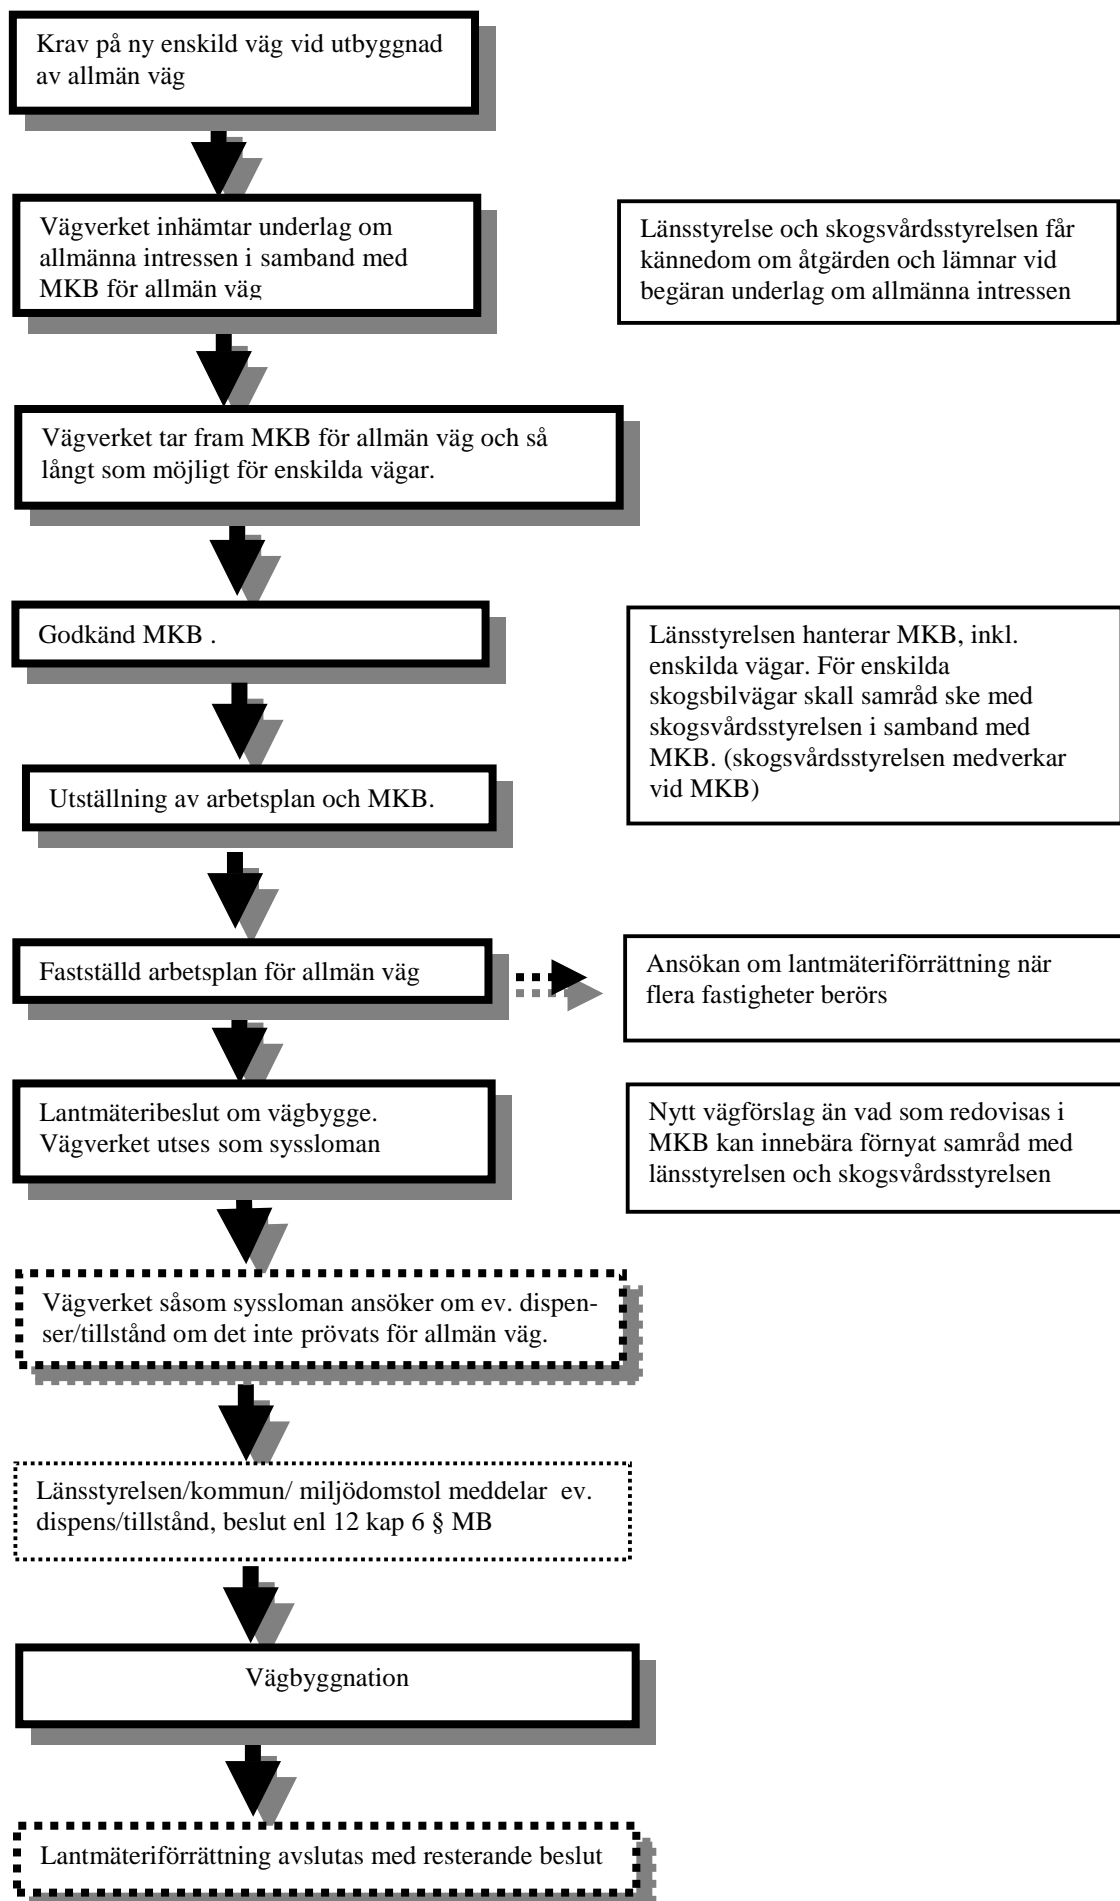 Krav på ny enskild väg vid utbyggnad
av allmän väg
Vägverket inhämtar underlag om
allmänna intressen i samband med
MKB för allmän väg
Länsstyrelse och skogsvårdsstyrelsen får
kännedom om åtgärden och lämnar vid
begäran underlag om allmänna intressen
Vägverket tar fram MKB för allmän väg och så
långt som möjligt för enskilda vägar.
Godkänd MKB .
Länsstyrelsen hanterar MKB, inkl.
enskilda vägar. För enskilda
skogsbilvägar skall samråd ske med
skogsvårdsstyrelsen i samband med
MKB. (skogsvårdsstyrelsen medverkar
vid MKB)
Utställning av arbetsplan och MKB.
Fastställd arbetsplan för allmän väg
Ansökan om lantmäteriförrättning när
flera fastigheter berörs
Lantmäteribeslut om vägbygge.
Vägverket utses som syssloman
Nytt vägförslag än vad som redovisas i
MKB kan innebära förnyat samråd med
länsstyrelsen och skogsvårdsstyrelsen
Vägverket såsom syssloman ansöker om ev. dispen-
ser/tillstånd om det inte prövats för allmän väg.
Länsstyrelsen/kommun/ miljödomstol meddelar  ev.
dispens/tillstånd, beslut enl 12 kap 6 § MB
Vägbyggnation
Lantmäteriförrättning avslutas med resterande beslut